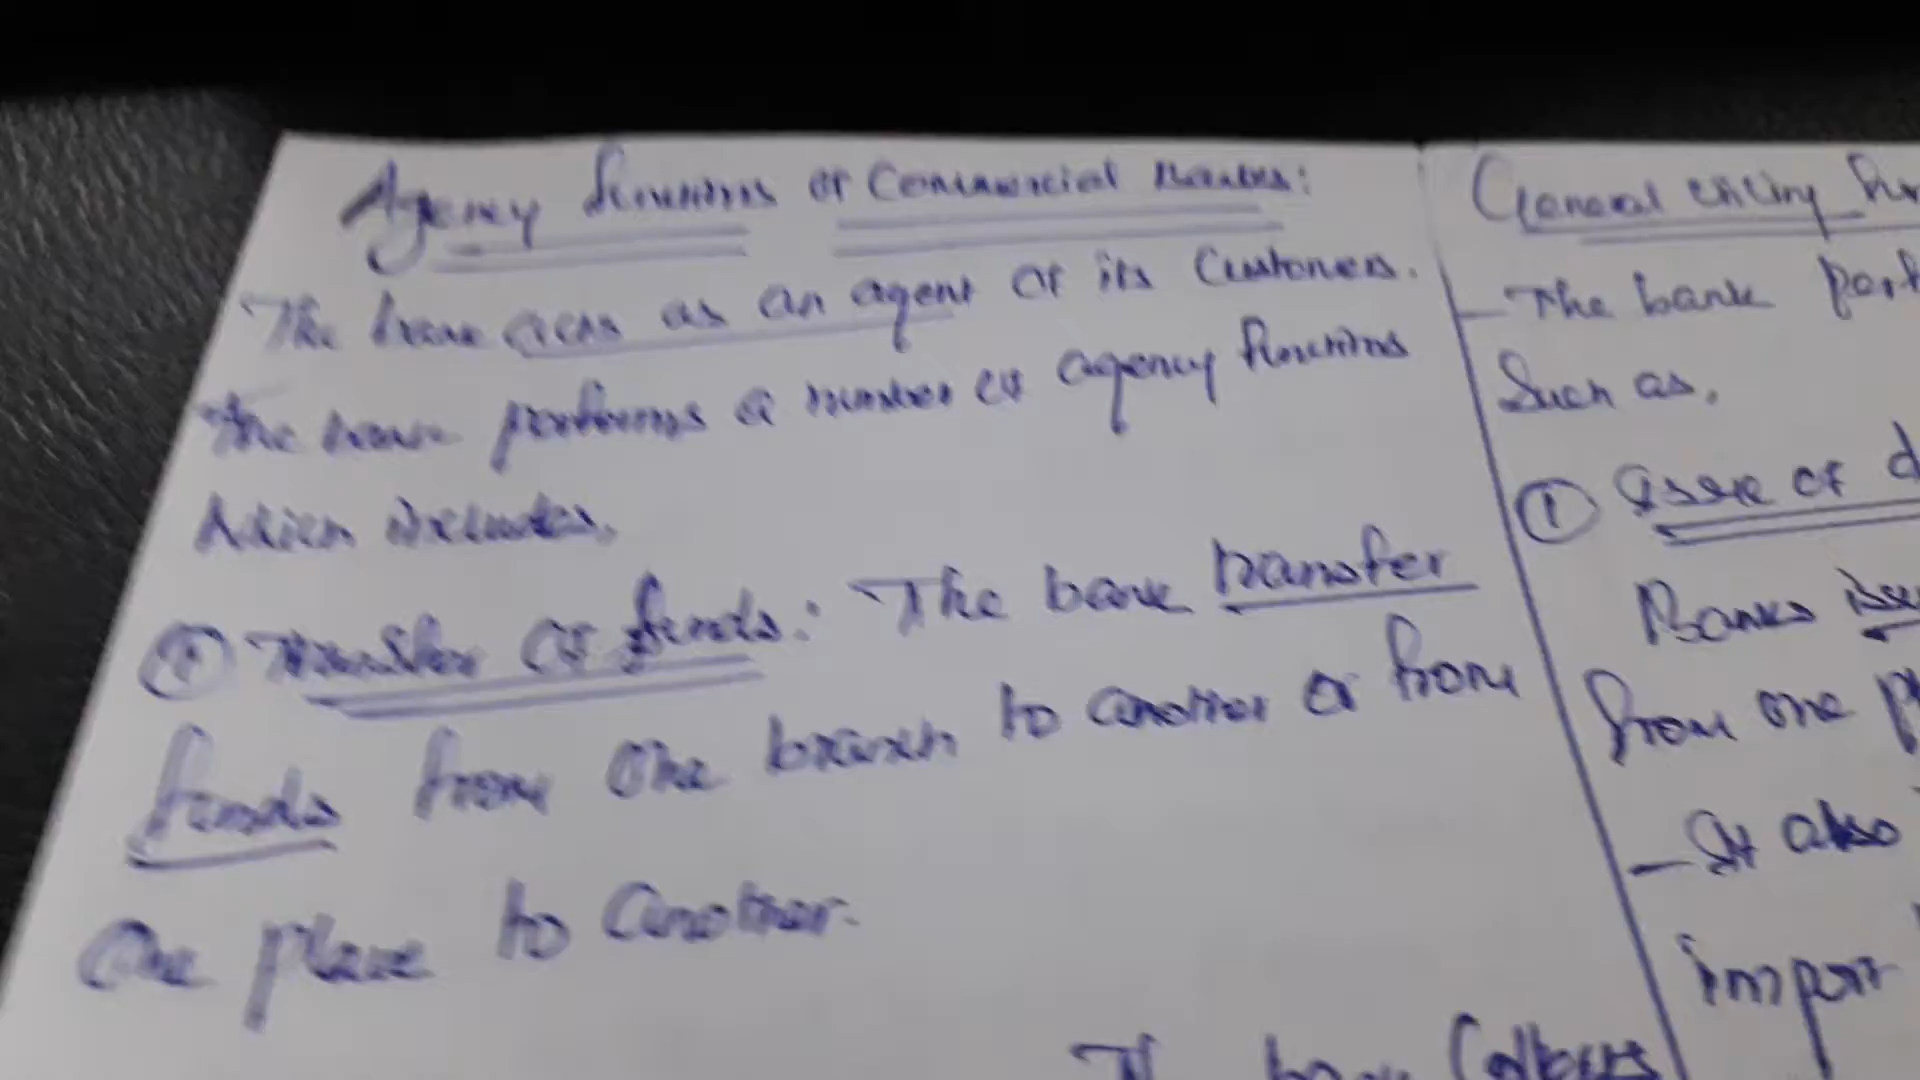 Agency functions of Commercial Banks:
The bank acts as an agent of its Customers.
The bank performs a number of agency functions
which includes,
① Transfer of funds: The bank transfer
funds from one branch to another or from
one place to another.
The bank Collects
General utility
- The bank
Such as,
① Issue of
Banks
from one
- It also
import